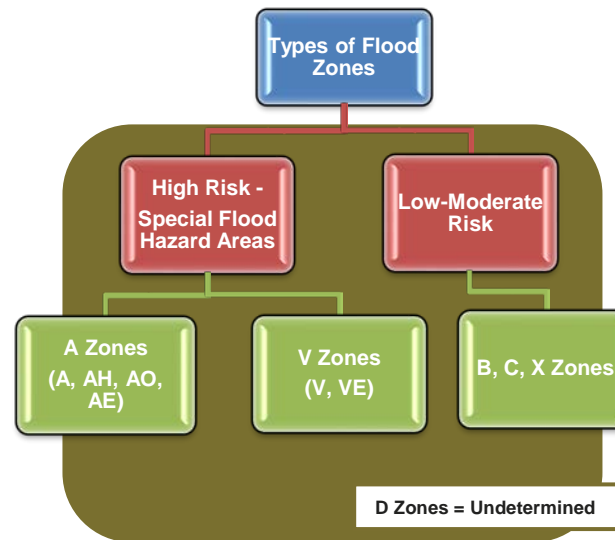 Types of Flood
Zones
High Risk -
Special Flood
Hazard Areas
Low-Moderate
Risk
A Zones
(A, AH, AO,
AE)
V Zones
(V, VE)
B, C, X Zones
D Zones = Undetermined